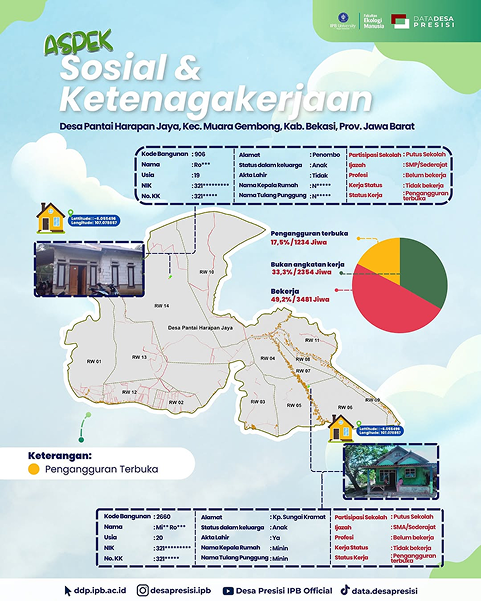 IPB University
Fakultas
Ekologi
Manusia
DATADESA
PRESISI
ASPEK
Sosial &
Ketenagakerjaan
Desa Pantai Harapan Jaya, Kec. Muara Gembong, Kab. Bekasi, Prov. Jawa Barat
Kode Bangunan : 906
Nama : Ro***
Usia : 19
NIK : 321*********
No. KK : 321*****
Alamat : Penombo
Status dalam keluarga : Anak
Akta Lahir : Tidak
Nama Kepala Rumah : N*****
Nama Tulang Punggung : N*****
Partisipasi Sekolah : Putus Sekolah
Ijazah : SMP/Sederajat
Profesi : Belum bekerja
Kerja Status : Tidak bekerja
Status Kerja : Pengangguran terbuka
Latitude : -6.055496
Longitude: 107.078557
Pengangguran terbuka
17,5% / 1234 Jiwa
Bukan angkatan kerja
33,3% / 2354 Jiwa
Bekerja
49,2% / 3481 Jiwa
RW 10
RW 14
Desa Pantai Harapan Jaya
RW 11
RW 04
RW 08
RW 13
RW 01
RW 07
RW 12
RW 02
RW 03
RW 05
RW 06
RW 09
Keterangan:
Pengangguran Terbuka
Kode Bangunan : 2660
Nama : Mi** Ro***
Usia : 20
NIK : 321*********
No. KK : 321*****
Alamat : Kp. Sungai Kramat
Status dalam keluarga : Anak
Akta Lahir : Ya
Nama Kepala Rumah : Minin
Nama Tulang Punggung : Minin
Partisipasi Sekolah : Putus Sekolah
Ijazah : SMA/Sederajat
Profesi : Belum bekerja
Kerja Status : Tidak bekerja
Status Kerja : Pengangguran terbuka
ddp.ipb.ac.id
desapresisi.ipb
Desa Presisi IPB Official
data.desapresisi